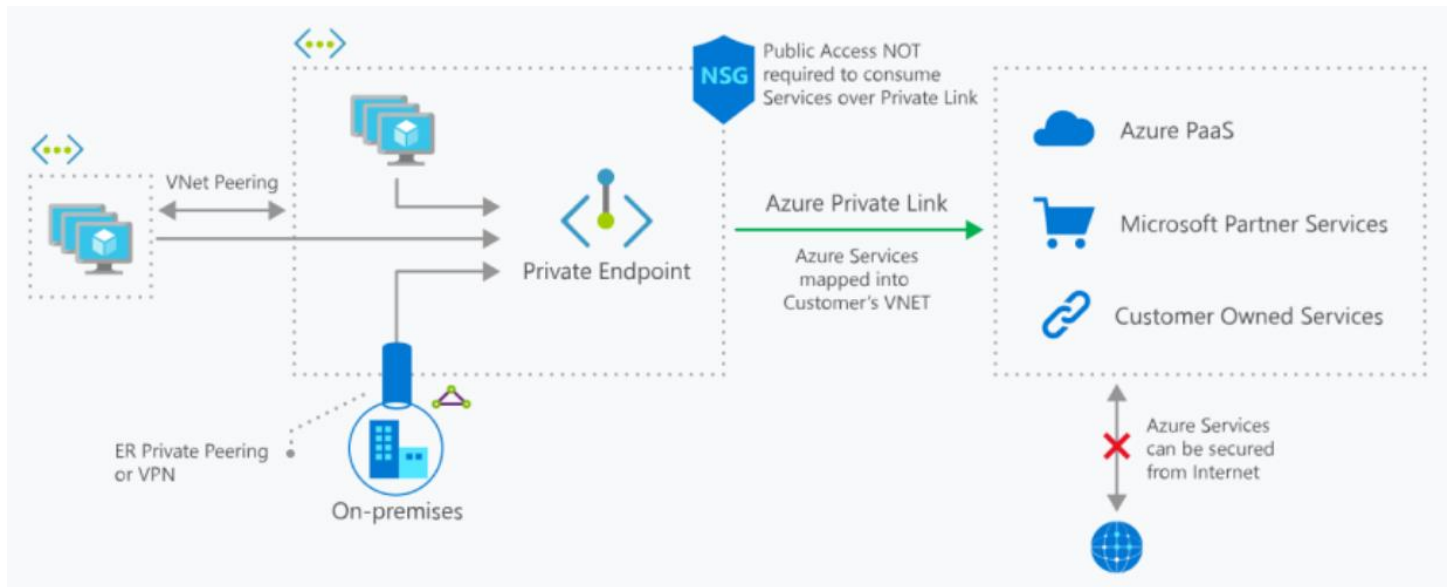 NSG
Public Access NOT
required to consume
Services over Private Link
VNet Peering
Private Endpoint
Azure Private Link
Azure Services
mapped into
Customer's VNET
Azure PaaS
Microsoft Partner Services
Customer Owned Services
ER Private Peering
or VPN
On-premises
Azure Services
can be secured
from Internet